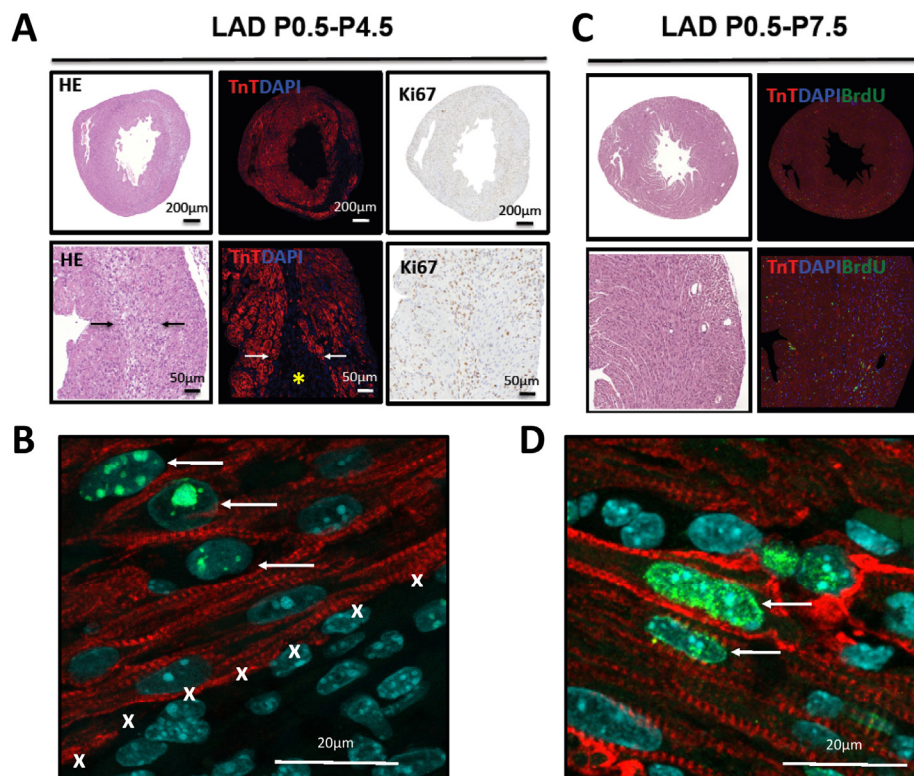 A
LAD P0.5-P4.5
HE
TnTDAPI
Ki67
200µm
200µm
200µm
HE
TnTDAPI
Ki67
*
50µm
50µm
50µm
B
x
x
x
x
x
x
x
20µm
C
LAD P0.5-P7.5
TnTDAPIBrdU
TnTDAPIBrdU
D
20µm